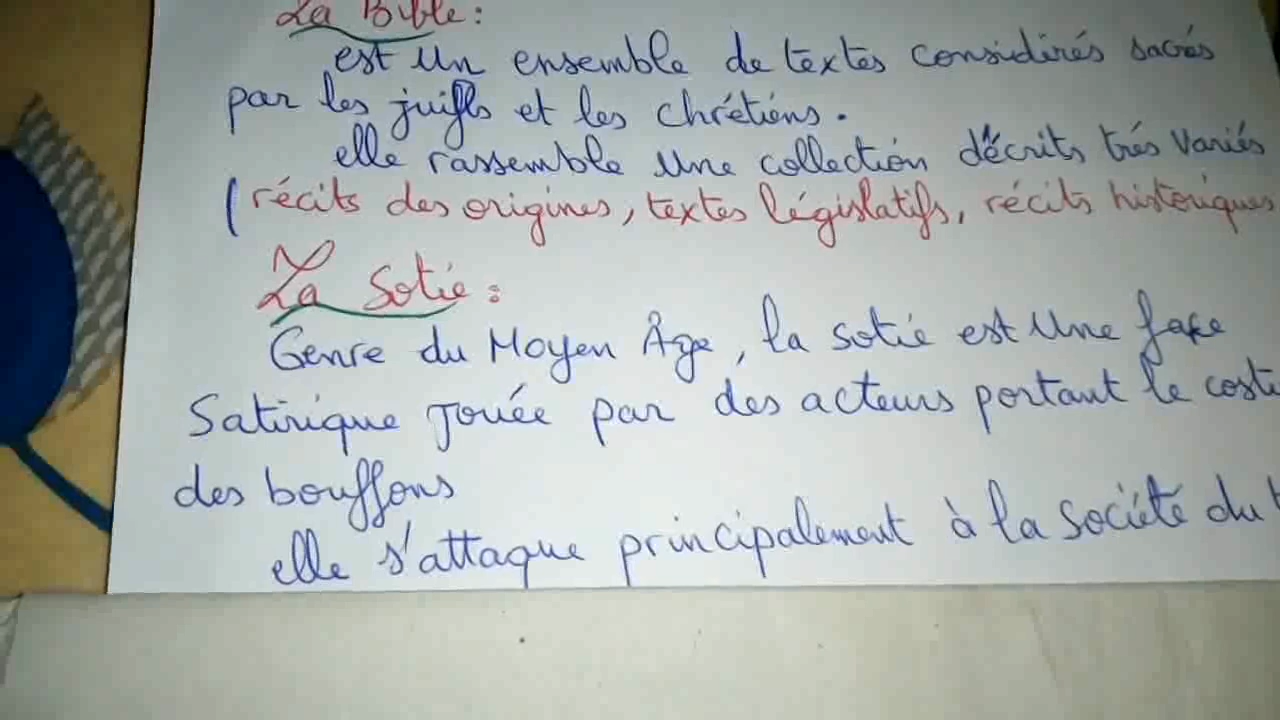 La Bible :
est un ensemble de textes considérés sacrés
par les juifs et les chrétiens.
elle rassemble une collection décrits trés variés
(récits des origines, textes législatifs, récits historiques
La Sotie :
Genre du Moyen Âge, la sotie est une
Satirique jouée par des acteurs portant le
des bouffons
elle s'attaque principalement à la société du